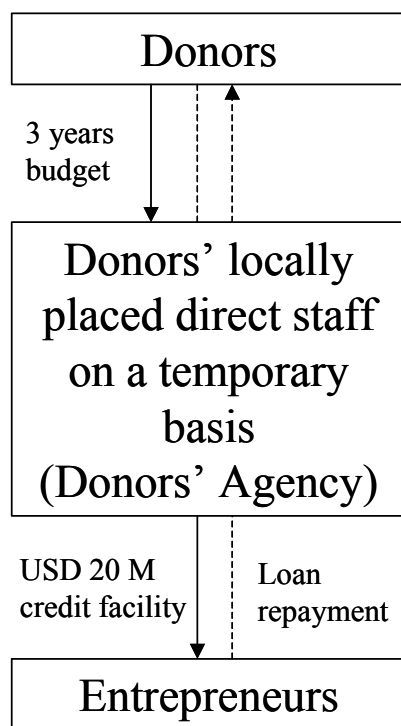 Donors
3 years
budget
Donors’ locally
placed direct staff
on a temporary
basis
(Donors’ Agency)
USD 20 M
credit facility
Loan
repayment
Entrepreneurs